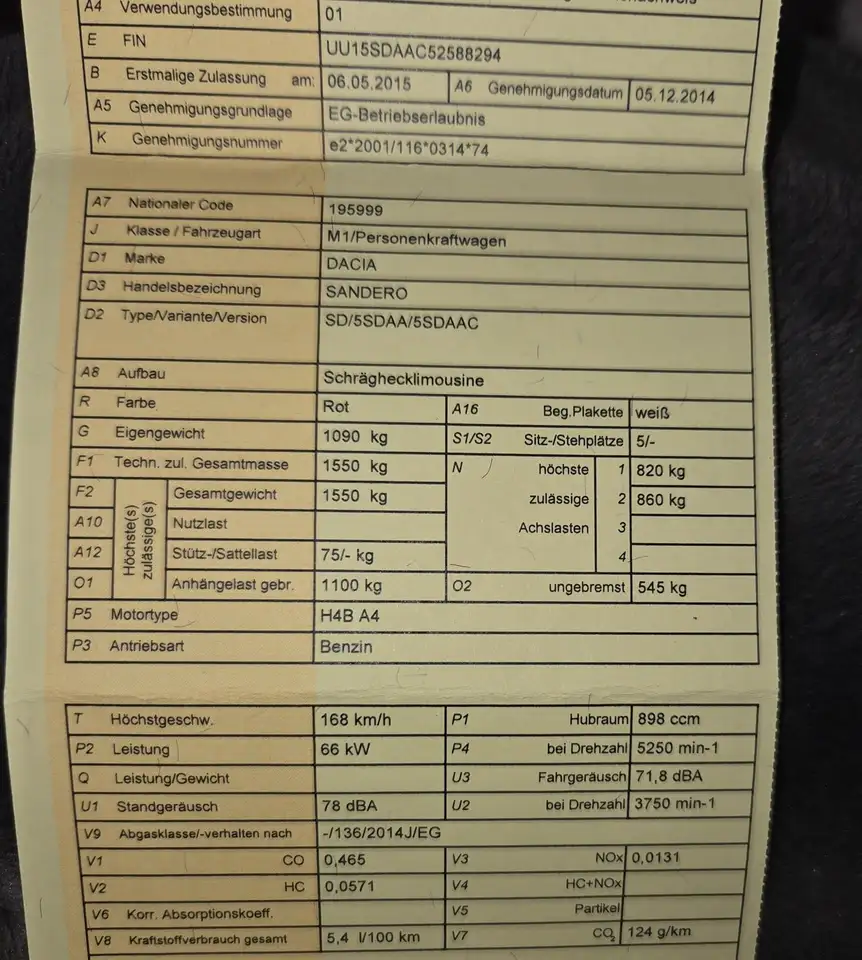 A4 Verwendungsbestimmung 01
E FIN UU15SDAAC52588294
B Erstmalige Zulassung am: 06.05.2015 A6 Genehmigungsdatum 05.12.2014
A5 Genehmigungsgrundlage EG-Betriebserlaubnis
K Genehmigungsnummer e2*2001/116*0314*74
A7 Nationaler Code 195999
J Klasse / Fahrzeugart M1/Personenkraftwagen
D1 Marke DACIA
D3 Handelsbezeichnung SANDERO
D2 Type/Variante/Version SD/5SDAA/5SDAAC
A8 Aufbau Schräghecklimousine
R Farbe Rot A16 Beg.Plakette weiß
G Eigengewicht 1090 kg S1/S2 Sitz-/Stehplätze 5/-
F1 Techn. zul. Gesamtmasse 1550 kg N höchste 1 820 kg
F2 Höchste(s) zulässige(s) Gesamtgewicht 1550 kg zulässige 2 860 kg
A10 Nutzlast Achslasten 3
A12 Stütz-/Sattellast 75/- kg 4
O1 Anhängelast gebr. 1100 kg O2 ungebremst 545 kg
P5 Motortype H4B A4
P3 Antriebsart Benzin
T Höchstgeschw. 168 km/h P1 Hubraum 898 ccm
P2 Leistung 66 kW P4 bei Drehzahl 5250 min-1
Q Leistung/Gewicht U3 Fahrgeräusch 71,8 dBA
U1 Standgeräusch 78 dBA U2 bei Drehzahl 3750 min-1
V9 Abgasklasse/-verhalten nach -/136/2014J/EG
V1 CO 0,465 V3 NOx 0,0131
V2 HC 0,0571 V4 HC+NOx
V6 Korr. Absorptionskoeff. V5 Partikel
V8 Kraftstoffverbrauch gesamt 5,4 l/100 km V7 CO₂ 124 g/km